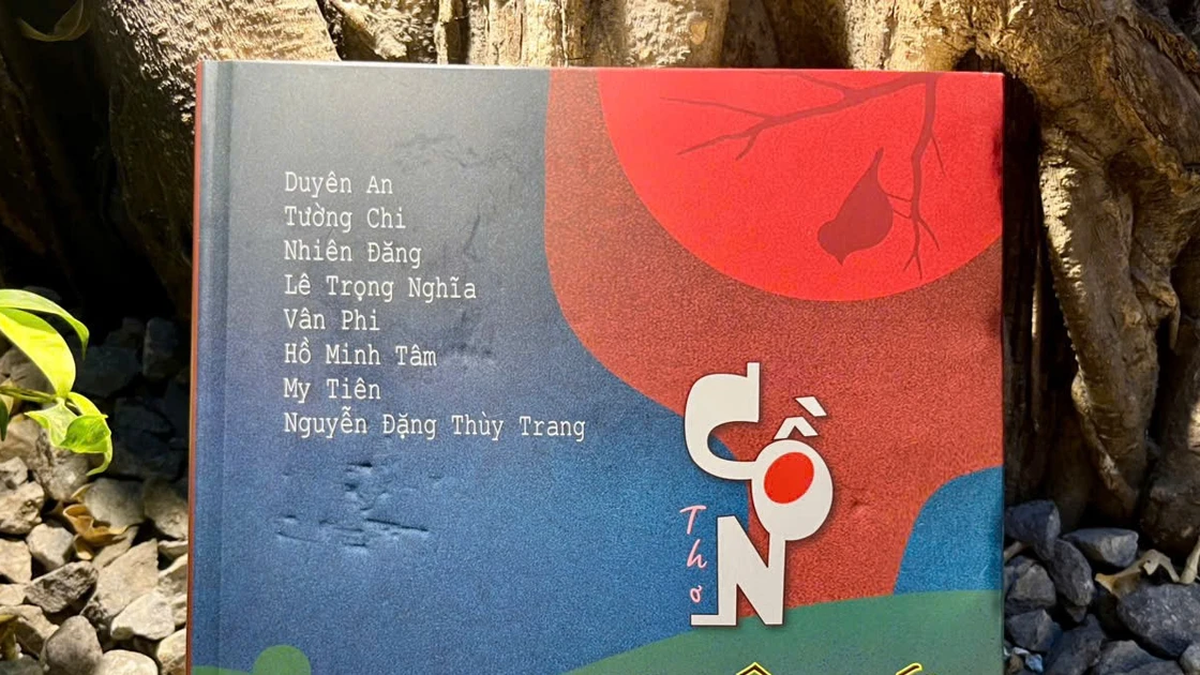 Duyên An
Tường Chi
Nhiên Đăng
Lê Trọng Nghĩa
Vân Phi
Hồ Minh Tâm
My Tiên
Nguyễn Đặng Thùy Trang
CỒN
Thơ